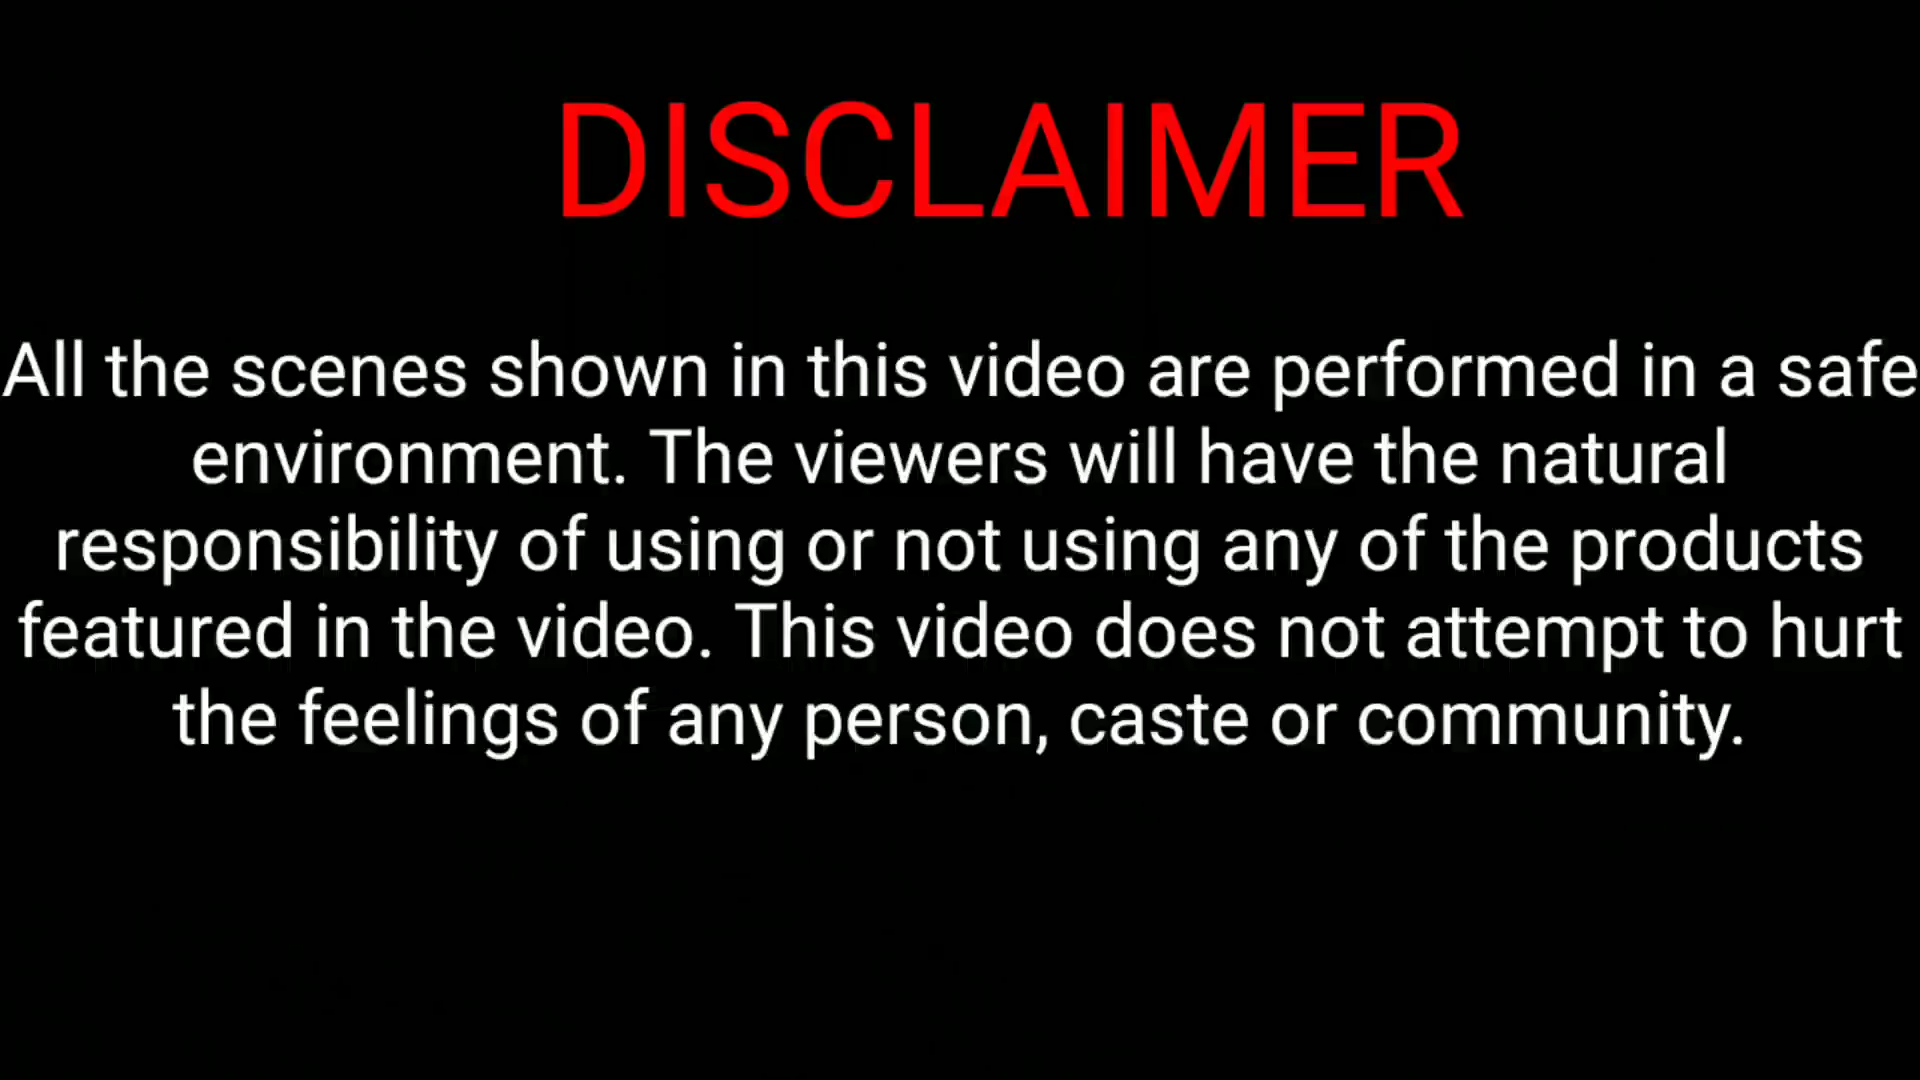 DISCLAIMER
All the scenes shown in this video are performed in a safe
environment. The viewers will have the natural
responsibility of using or not using any of the products
featured in the video. This video does not attempt to hurt
the feelings of any person, caste or community.